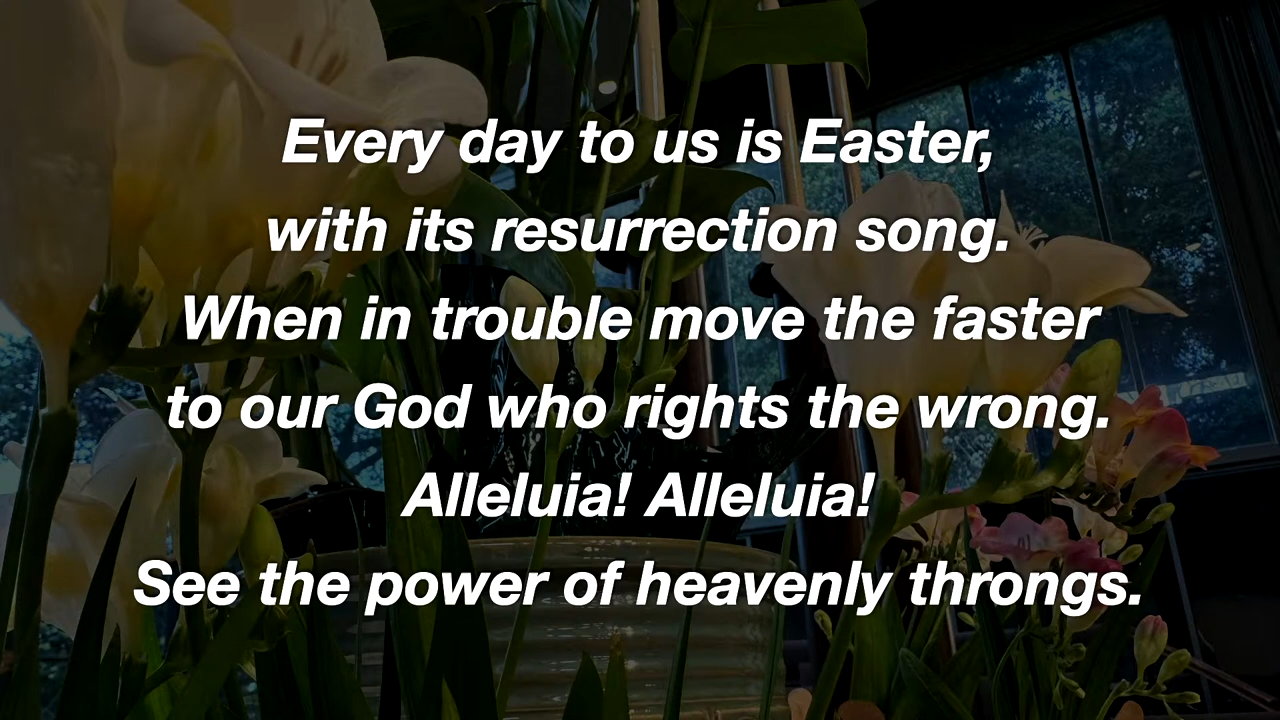 Every day to us is Easter,
with its resurrection song.
When in trouble move the faster
to our God who rights the wrong.
Alleluia! Alleluia!
See the power of heavenly throngs.